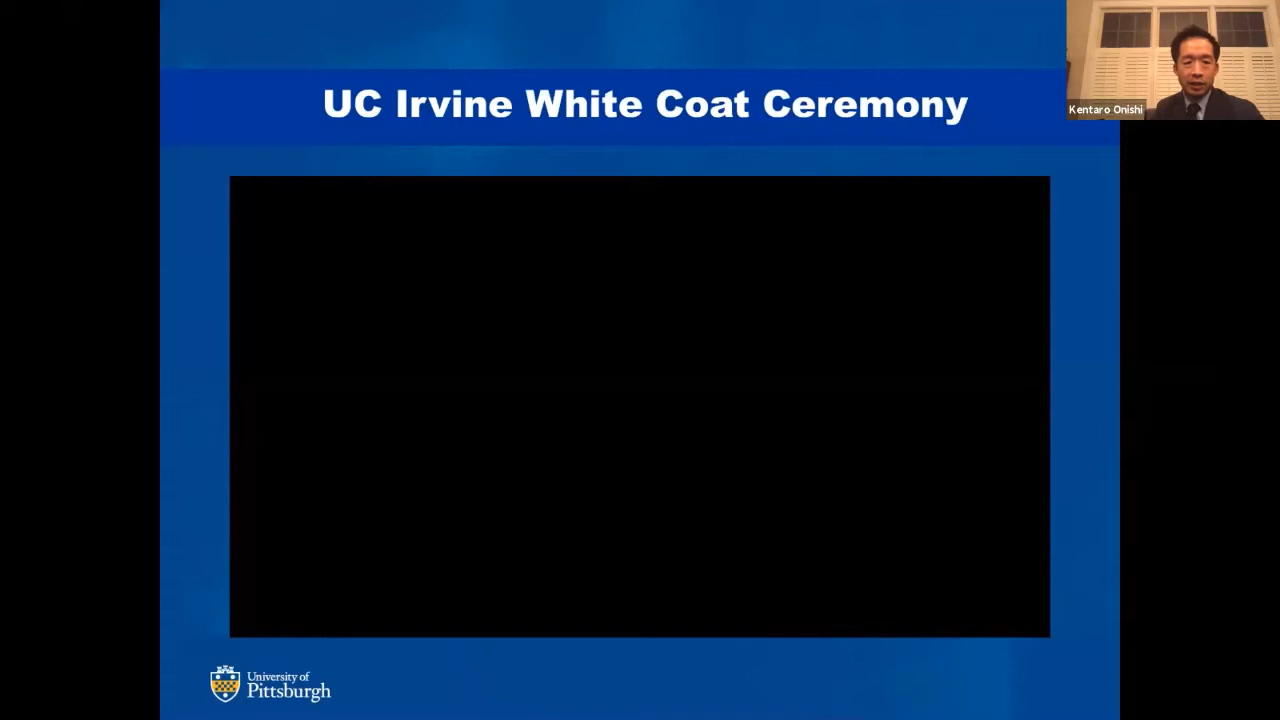 UC Irvine White Coat Ceremony
Kentaro Onishi
University of
Pittsburgh